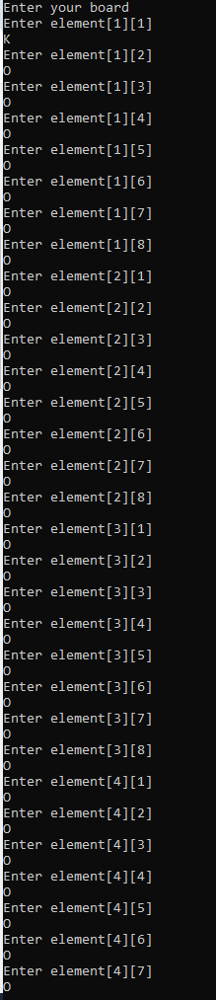 Enter your board
Enter element[1][1]
K
Enter element[1][2]
O
Enter element[1][3]
O
Enter element[1][4]
O
Enter element[1][5]
O
Enter element[1][6]
O
Enter element[1][7]
O
Enter element[1][8]
O
Enter element[2][1]
O
Enter element[2][2]
O
Enter element[2][3]
O
Enter element[2][4]
O
Enter element[2][5]
O
Enter element[2][6]
O
Enter element[2][7]
O
Enter element[2][8]
O
Enter element[3][1]
O
Enter element[3][2]
O
Enter element[3][3]
O
Enter element[3][4]
O
Enter element[3][5]
O
Enter element[3][6]
O
Enter element[3][7]
O
Enter element[3][8]
O
Enter element[4][1]
O
Enter element[4][2]
O
Enter element[4][3]
O
Enter element[4][4]
O
Enter element[4][5]
O
Enter element[4][6]
O
Enter element[4][7]
O